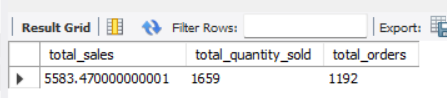 Result Grid Filter Rows: Export:
total_sales total_quantity_sold total_orders
5583.470000000001 1659 1192